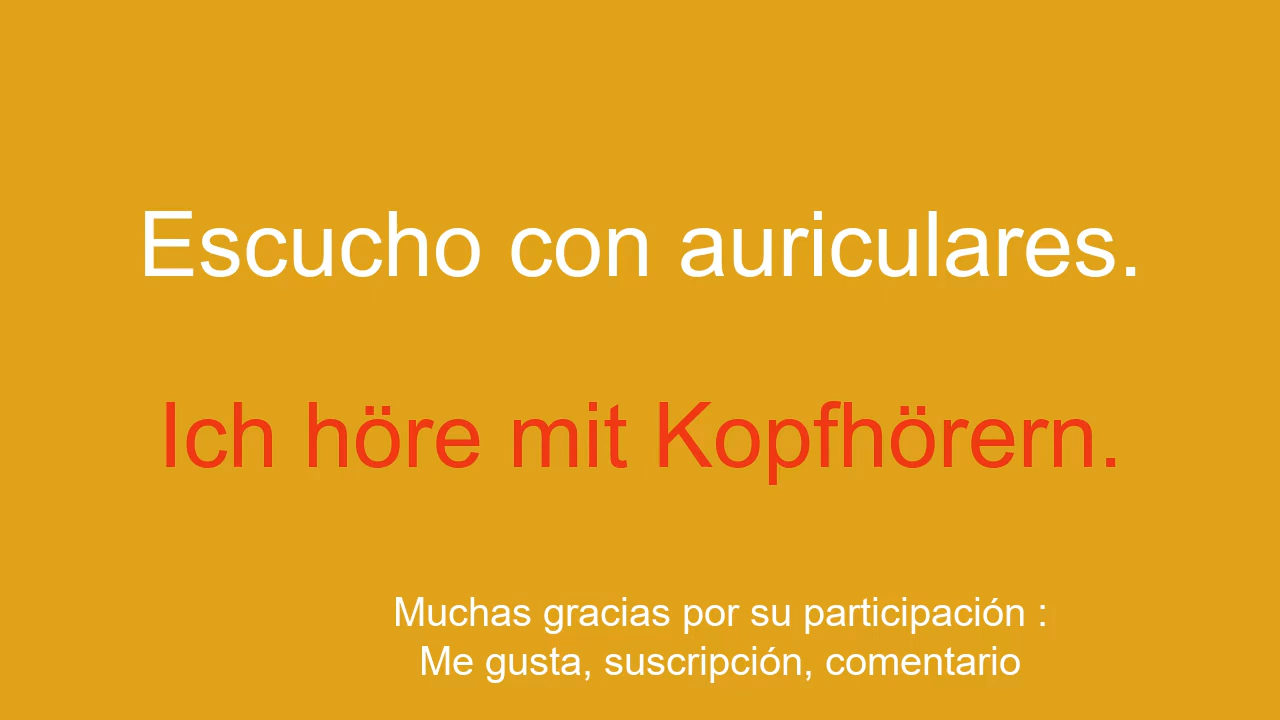 Escucho con auriculares.
Ich höre mit Kopfhörern.
Muchas gracias por su participación :
Me gusta, suscripción, comentario